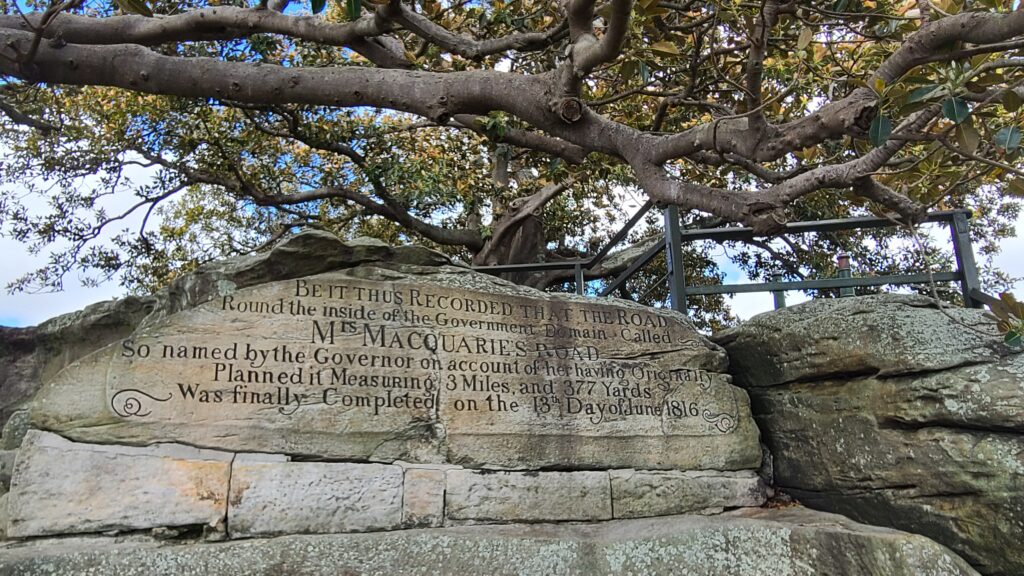 BE IT THUS RECORDED THAT THE ROAD
Round the inside of the Government Domain Called
Mrs MACQUARIE'S ROAD
So named by the Governor on account of her having Originally
Planned it Measuring 3 Miles, and 377 Yards
Was finally Completed on the 13th Day of June 1816